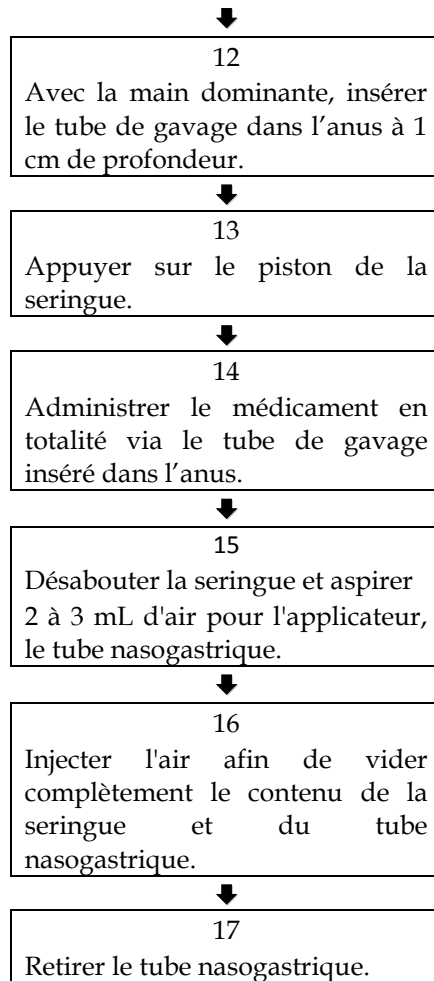 12
Avec la main dominante, insérer
le tube de gavage dans l’anus à 1
cm de profondeur.
13
Appuyer sur le piston de la
seringue.
14
Administrer le médicament en
totalité via le tube de gavage
inséré dans l’anus.
15
Désabouter la seringue et aspirer
2 à 3 mL d'air pour l'applicateur,
le tube nasogastrique.
16
Injecter l'air afin de vider
complètement le contenu de la
seringue et du tube
nasogastrique.
17
Retirer le tube nasogastrique.